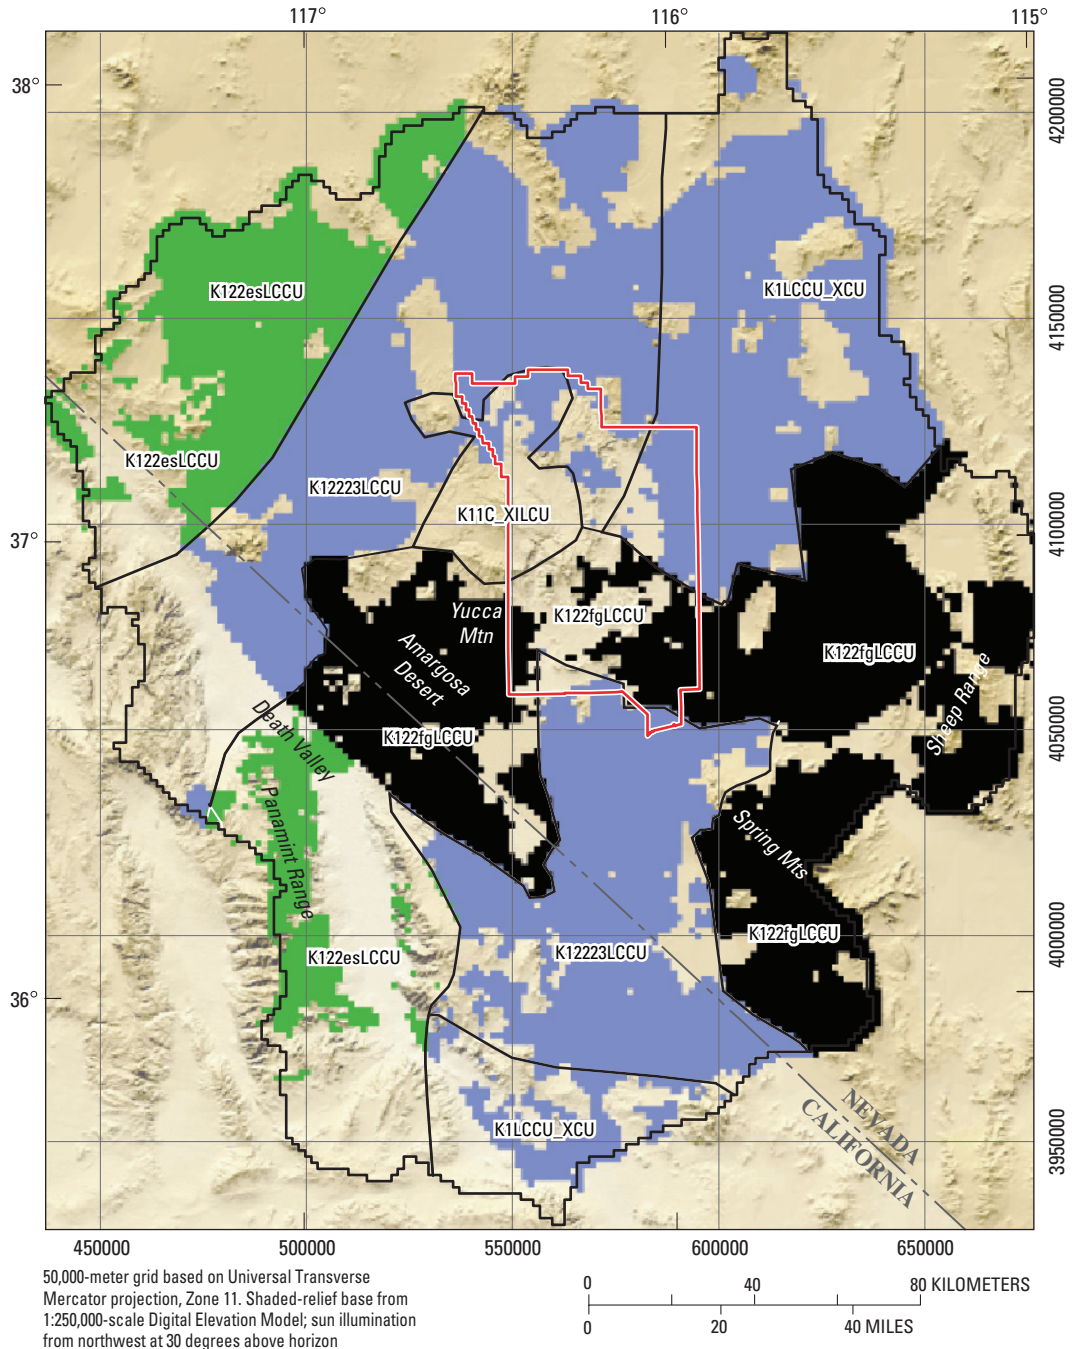 117°
116°
115°
38°
4200000
K122esLCCU
K1LCCU_XCU
4150000
K122esLCCU
K12223LCCU
K11C_XILCU
4100000
37°
Yucca
Mtn
K122fgLCCU
Amargosa
Desert
K122fgLCCU
Sheep Range
Death Valley
K122fgLCCU
4050000
Panamint Range
Spring Mts
K122fgLCCU
K12223LCCU
K122esLCCU
4000000
36°
NEVADA
CALIFORNIA
K1LCCU_XCU
3950000
450000
500000
550000
600000
650000
50,000-meter grid based on Universal Transverse
Mercator projection, Zone 11. Shaded-relief base from
1:250,000-scale Digital Elevation Model; sun illumination
from northwest at 30 degrees above horizon
0 40 80 KILOMETERS
0 20 40 MILES